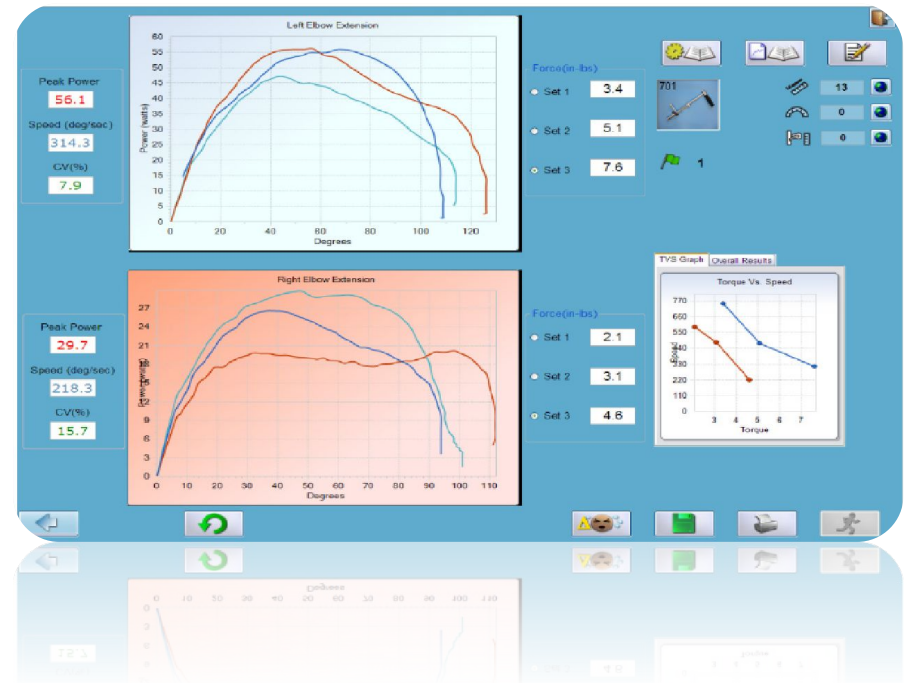 Left Elbow Extension
60
55
50
45
40
35
30
25
20
15
10
5
0
Power (watts)
0 20 40 60 80 100 120
Degrees
Peak Power
56.1
Speed (deg/sec)
314.3
CV(%)
7.9
Force(in-lbs)
Set 1 3.4
Set 2 5.1
Set 3 7.6
701
13
0
0
1
Right Elbow Extension
27
24
21
18
15
12
9
6
3
0
0 10 20 30 40 50 60 70 80 90 100 110
Degrees
Peak Power
29.7
Speed (deg/sec)
218.3
CV(%)
15.7
Force(in-lbs)
Set 1 2.1
Set 2 3.1
Set 3 4.6
TVS Graph Overall Results
Torque Vs. Speed
770
660
550
440
330
220
110
0
Speed
3 4 5 6 7
Torque